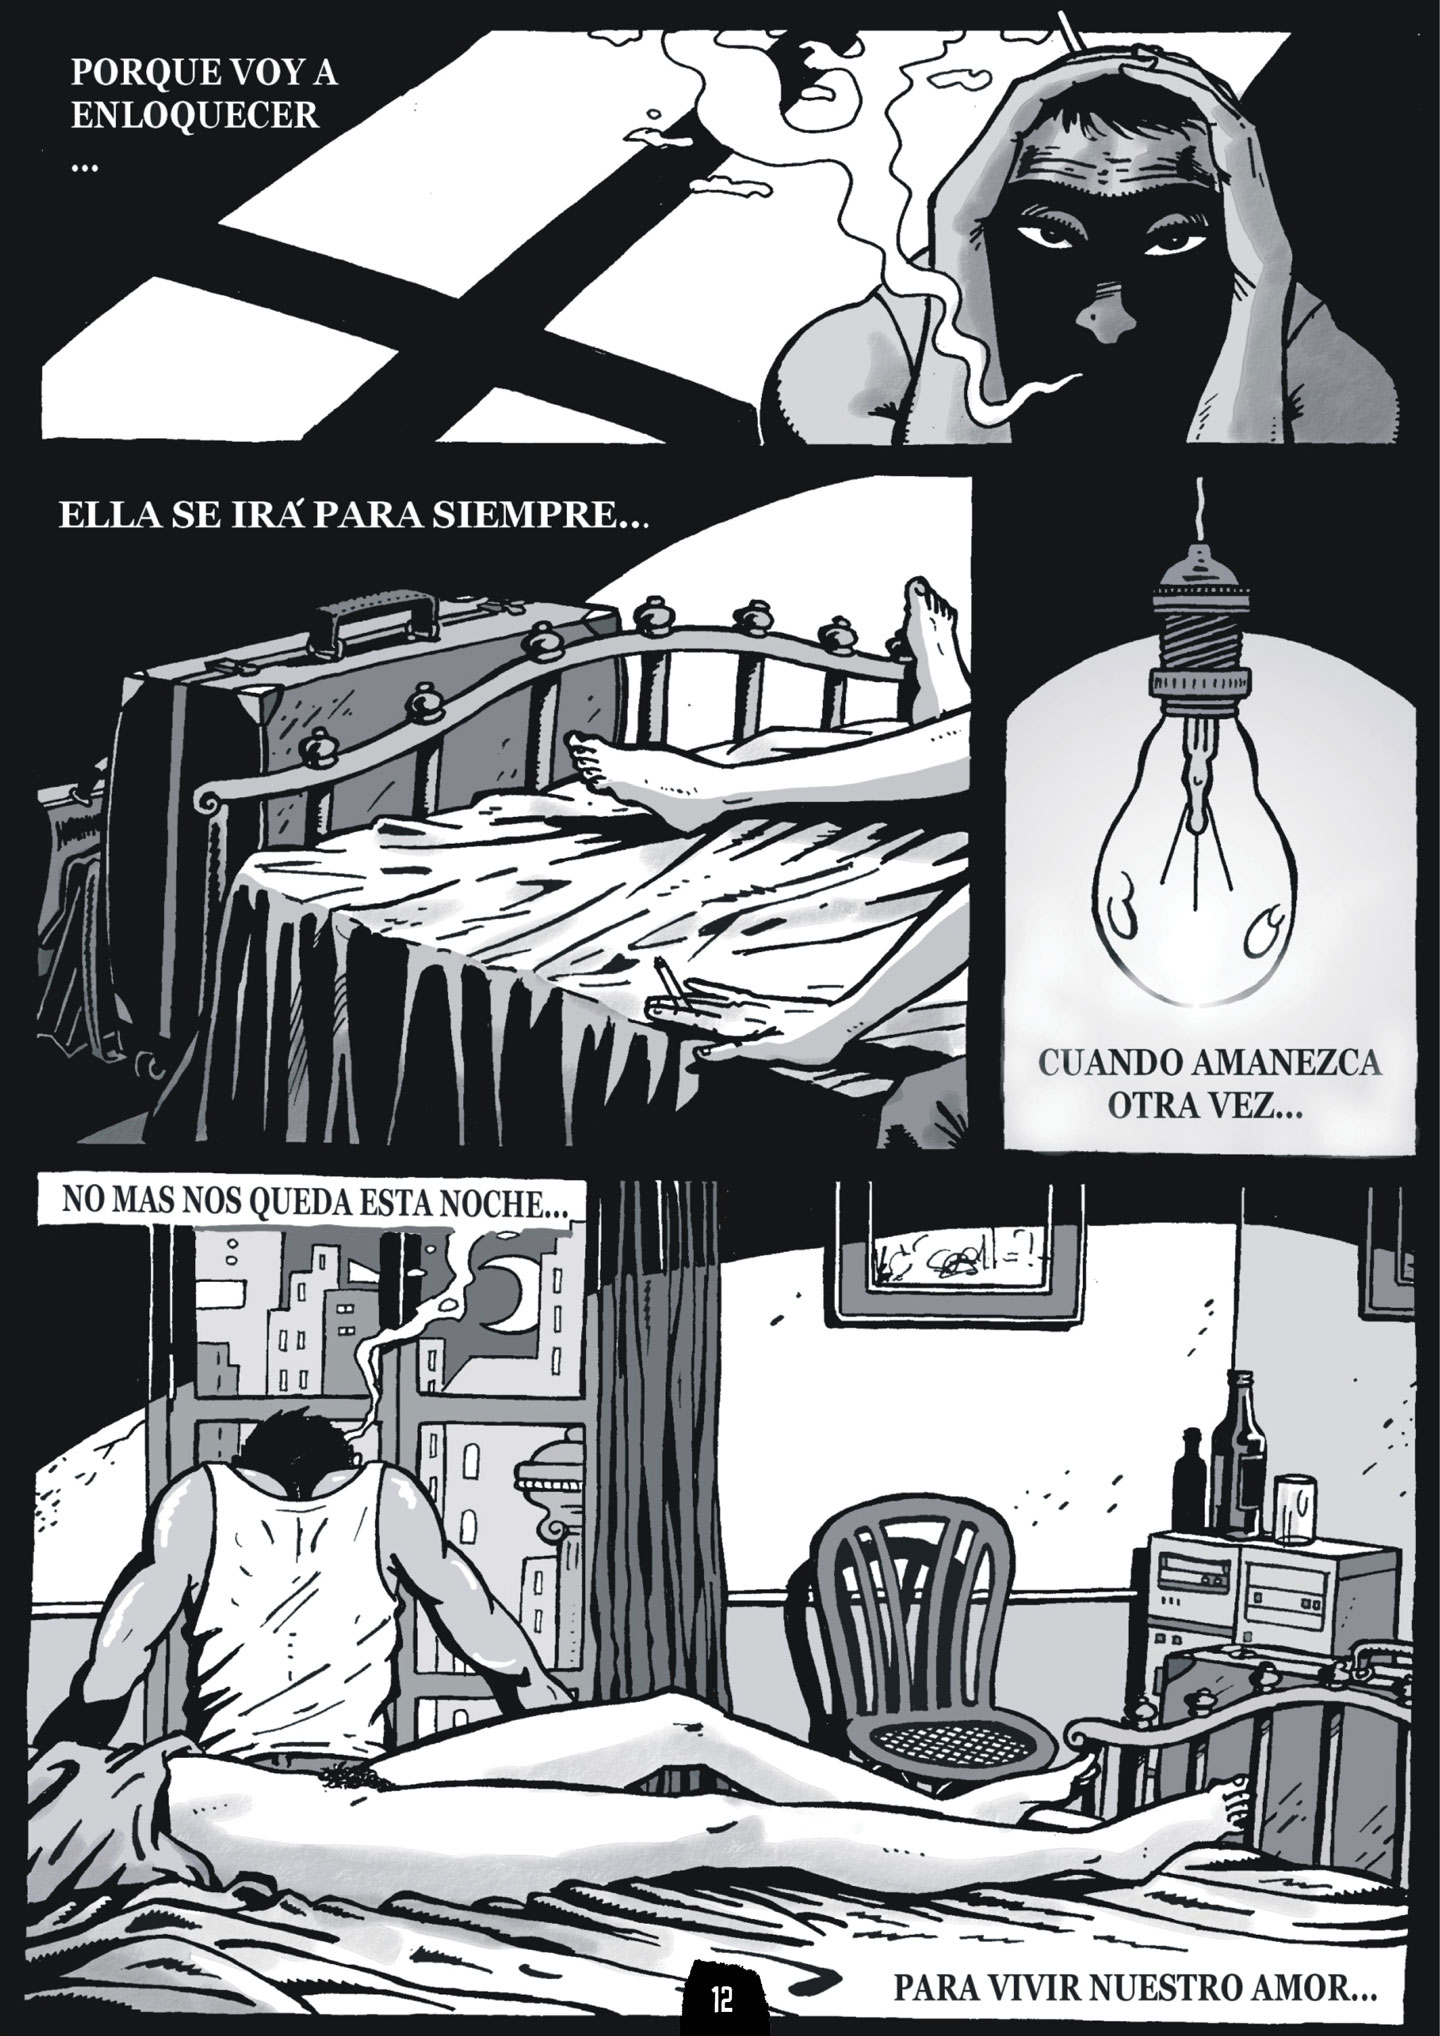 PORQUE VOY A
ENLOQUECER
...
ELLA SE IRÁ PARA SIEMPRE...
CUANDO AMANEZCA
OTRA VEZ...
NO MAS NOS QUEDA ESTA NOCHE...
PARA VIVIR NUESTRO AMOR...
12